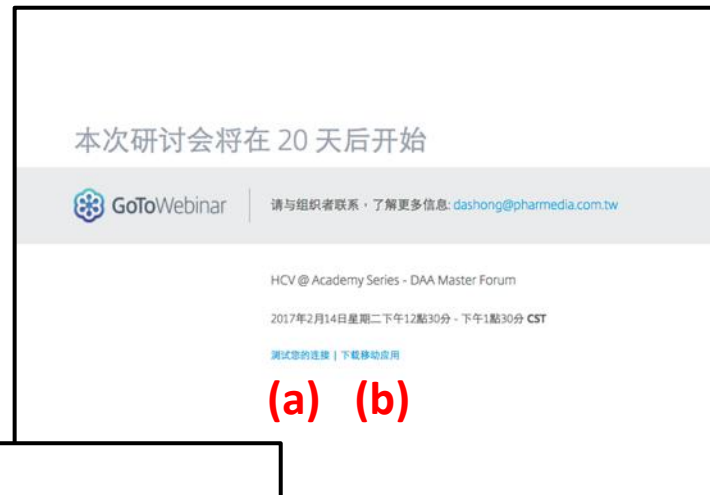 本次研讨会将在 20 天后开始
GoToWebinar
请与组织者联系，了解更多信息: dashong@pharmedia.com.tw
HCV @ Academy Series - DAA Master Forum
2017年2月14日星期二下午12點30分 - 下午1點30分 CST
测试您的连接 | 下载移动应用
(a) (b)